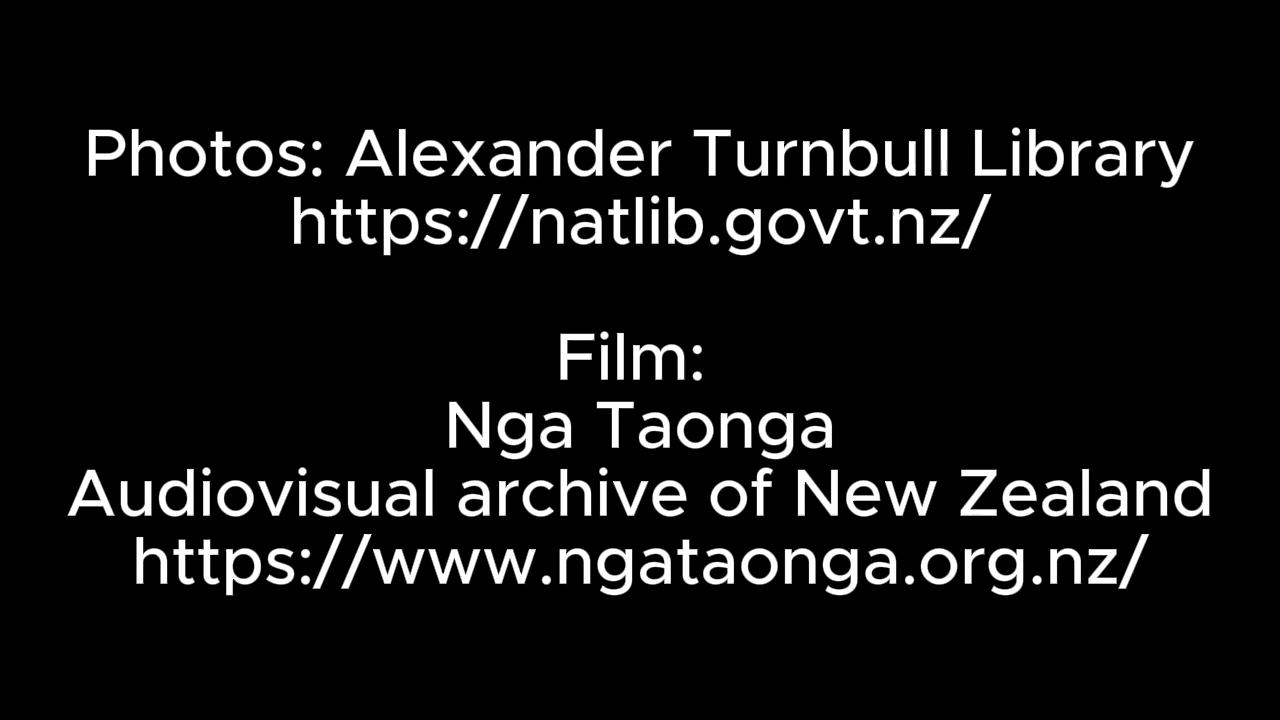 Photos: Alexander Turnbull Library
https://natlib.govt.nz/
Film:
Nga Taonga
Audiovisual archive of New Zealand
https://www.ngataonga.org.nz/